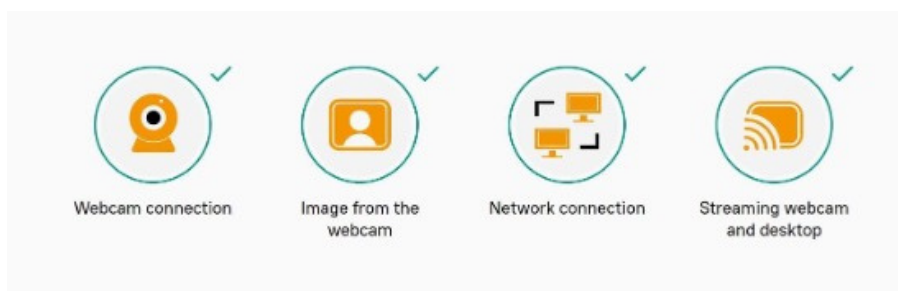 Webcam connection
Image from the
webcam
Network connection
Streaming webcam
and desktop